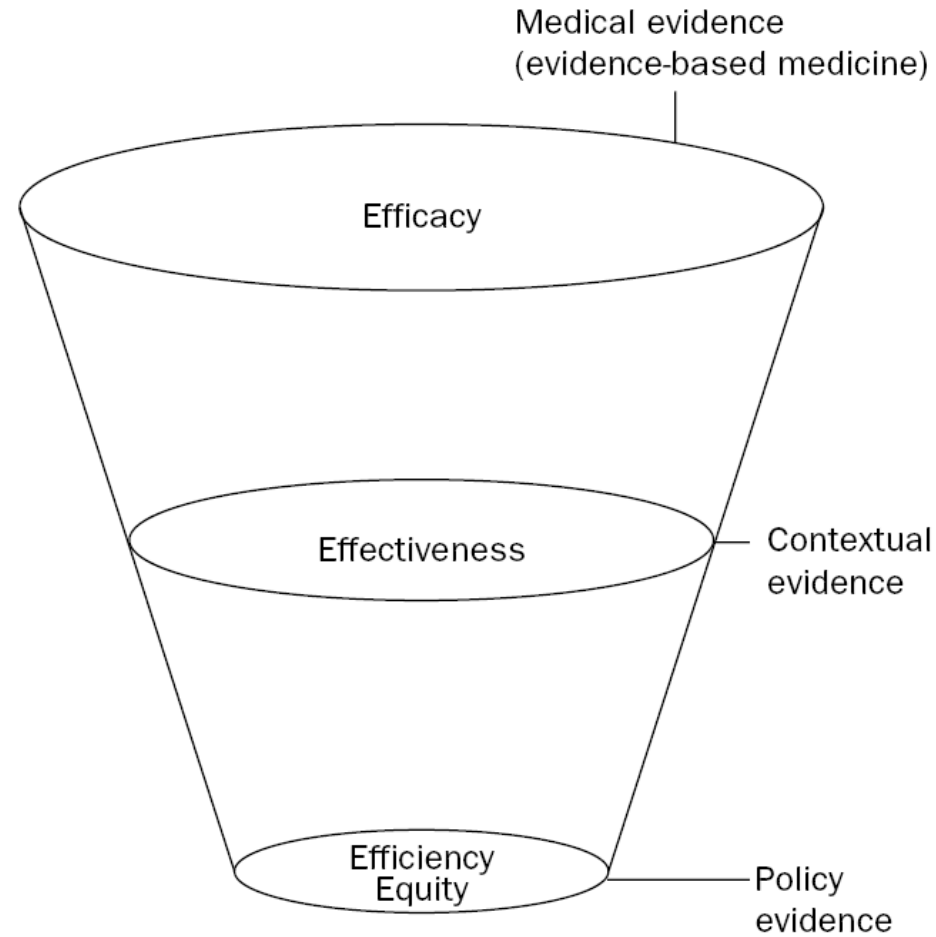 Medical evidence
(evidence-based medicine)
Efficacy
Effectiveness
Contextual
evidence
Efficiency
Equity
Policy
evidence